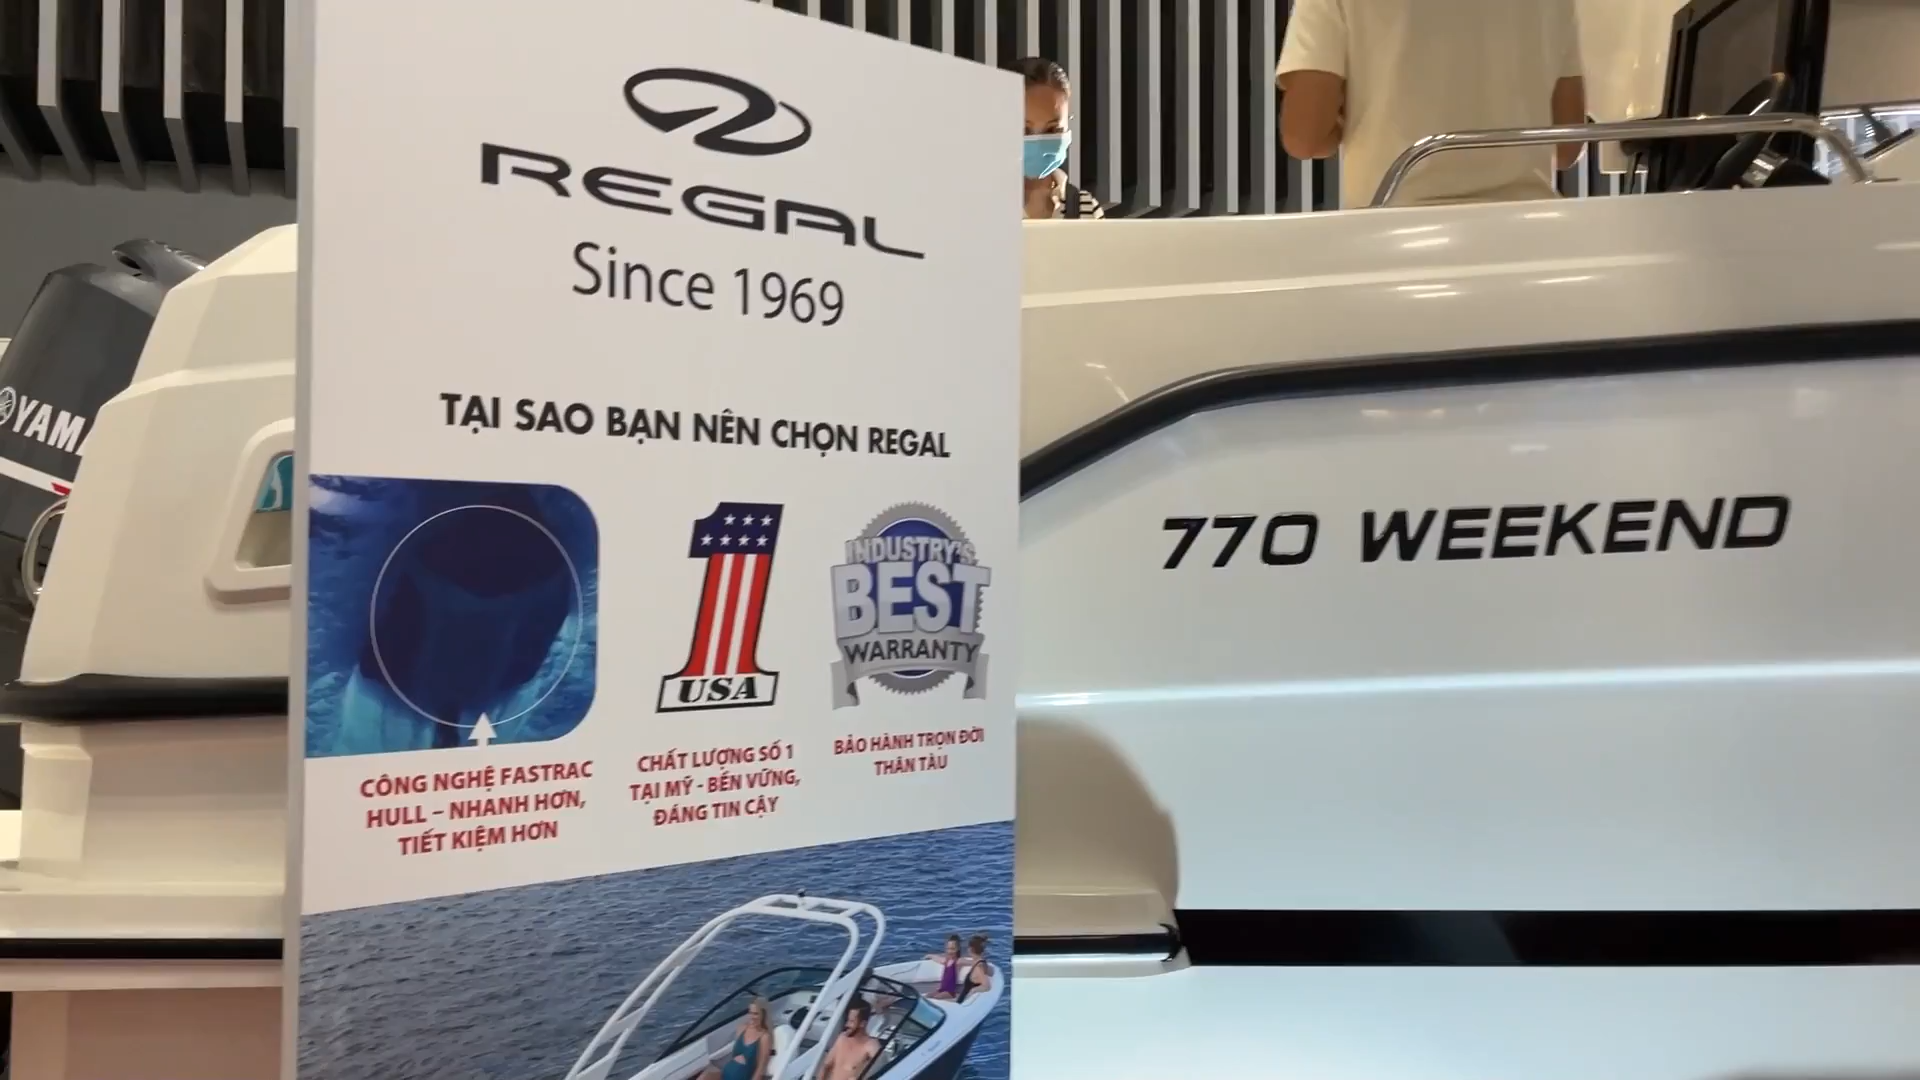 REGAL
Since 1969
TẠI SAO BẠN NÊN CHỌN REGAL
USA
INDUSTRY'S
BEST
WARRANTY
CÔNG NGHỆ FASTRAC
HULL – NHANH HƠN,
TIẾT KIỆM HƠN
CHẤT LƯỢNG SỐ 1
TẠI MỸ - BỀN VỮNG,
ĐÁNG TIN CẬY
BẢO HÀNH TRỌN ĐỜI
THÂN TÀU
770 WEEKEND
YAM